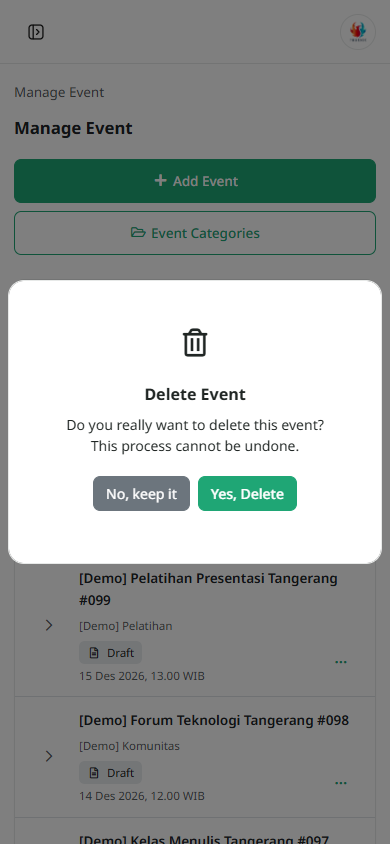 Manage Event
Manage Event
Add Event
Event Categories
Delete Event
Do you really want to delete this event?
This process cannot be undone.
No, keep it
Yes, Delete
[Demo] Pelatihan Presentasi Tangerang
#099
[Demo] Pelatihan
Draft
15 Des 2026, 13.00 WIB
[Demo] Forum Teknologi Tangerang #098
[Demo] Komunitas
Draft
14 Des 2026, 12.00 WIB
[Demo] Kelas Menulis Tangerang #097